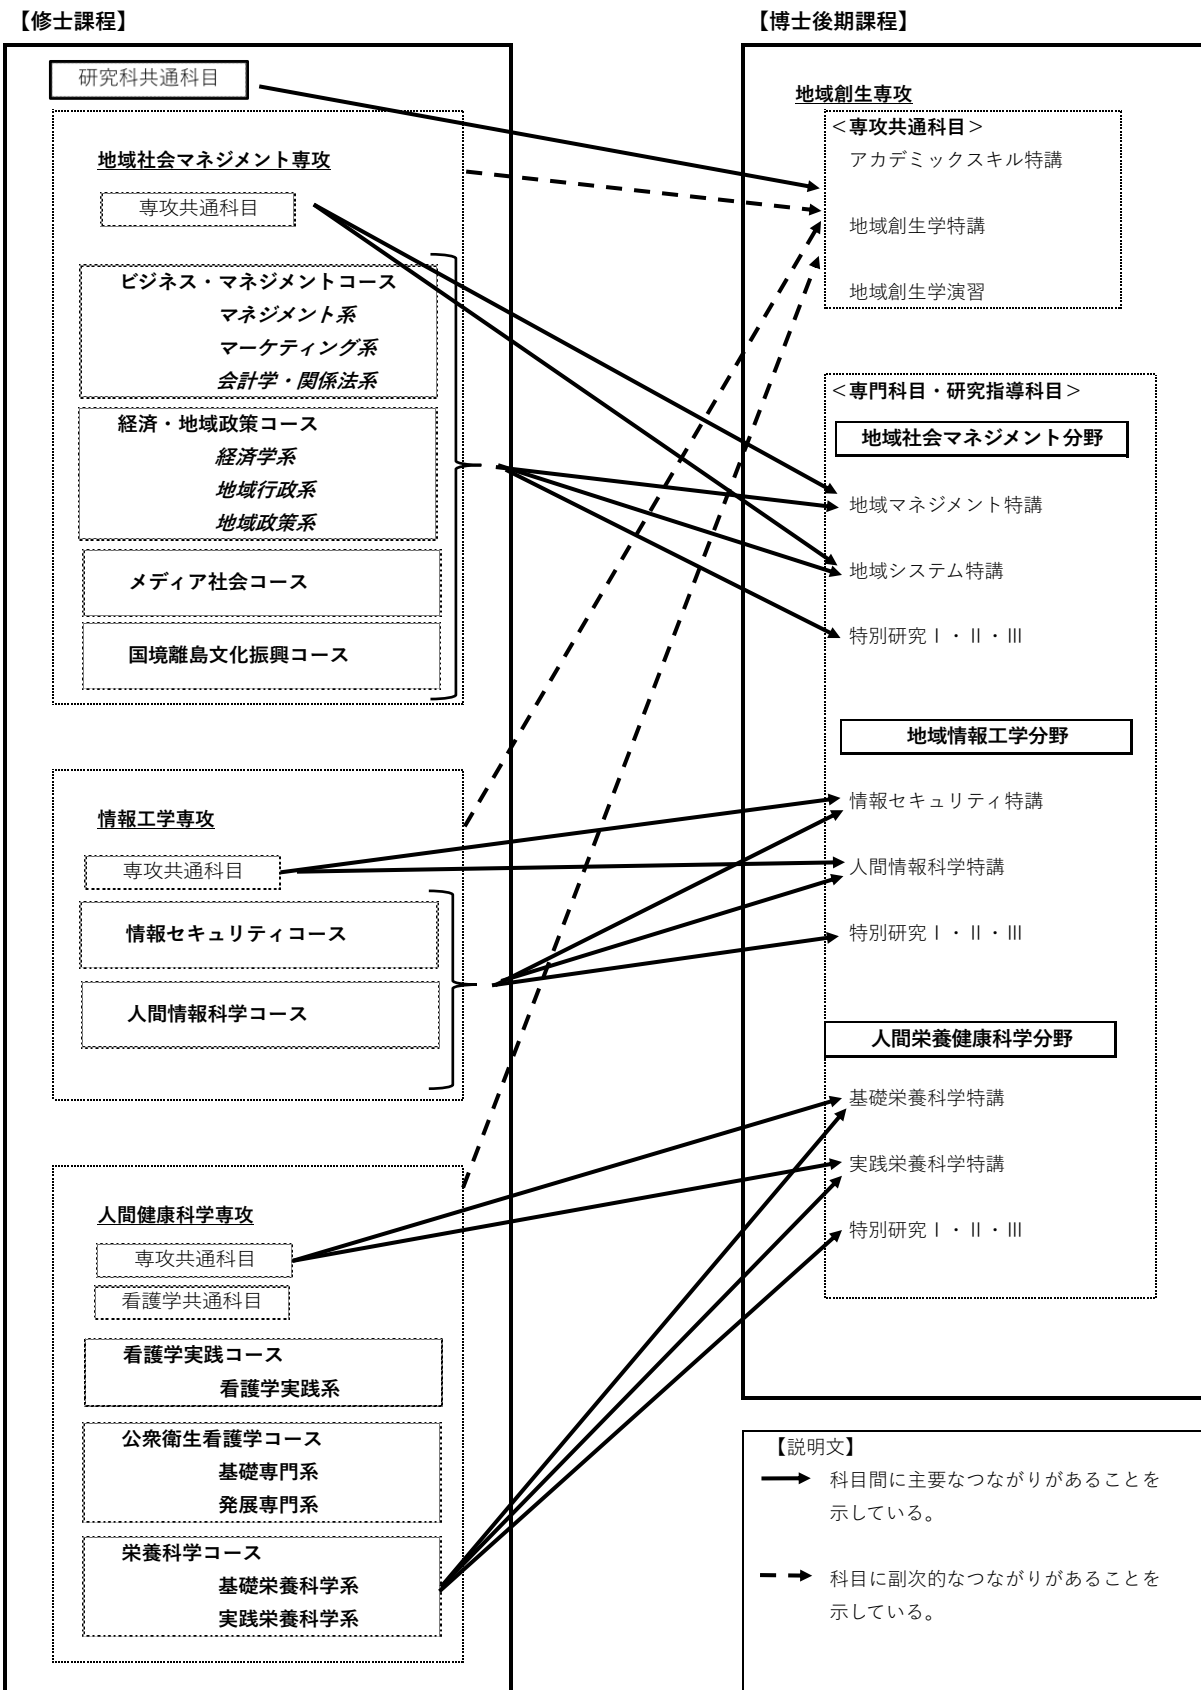 【修士課程】
研究科共通科目
地域社会マネジメント専攻
専攻共通科目
ビジネス・マネジメントコース
マネジメント系
マーケティング系
会計学・関係法系
経済・地域政策コース
経済学系
地域行政系
地域政策系
メディア社会コース
国境離島文化振興コース
情報工学専攻
専攻共通科目
情報セキュリティコース
人間情報科学コース
人間健康科学専攻
専攻共通科目
看護学共通科目
看護学実践コース
看護学実践系
公衆衛生看護学コース
基礎専門系
発展専門系
栄養科学コース
基礎栄養科学系
実践栄養科学系
【博士後期課程】
地域創生専攻
＜専攻共通科目＞
アカデミックスキル特講
地域創生学特講
地域創生学演習
＜専門科目・研究指導科目＞
地域社会マネジメント分野
地域マネジメント特講
地域システム特講
特別研究Ⅰ・Ⅱ・Ⅲ
地域情報工学分野
情報セキュリティ特講
人間情報科学特講
特別研究Ⅰ・Ⅱ・Ⅲ
人間栄養健康科学分野
基礎栄養科学特講
実践栄養科学特講
特別研究Ⅰ・Ⅱ・Ⅲ
【説明文】
科目間に主要なつながりがあることを
示している。
科目に副次的なつながりがあることを
示している。